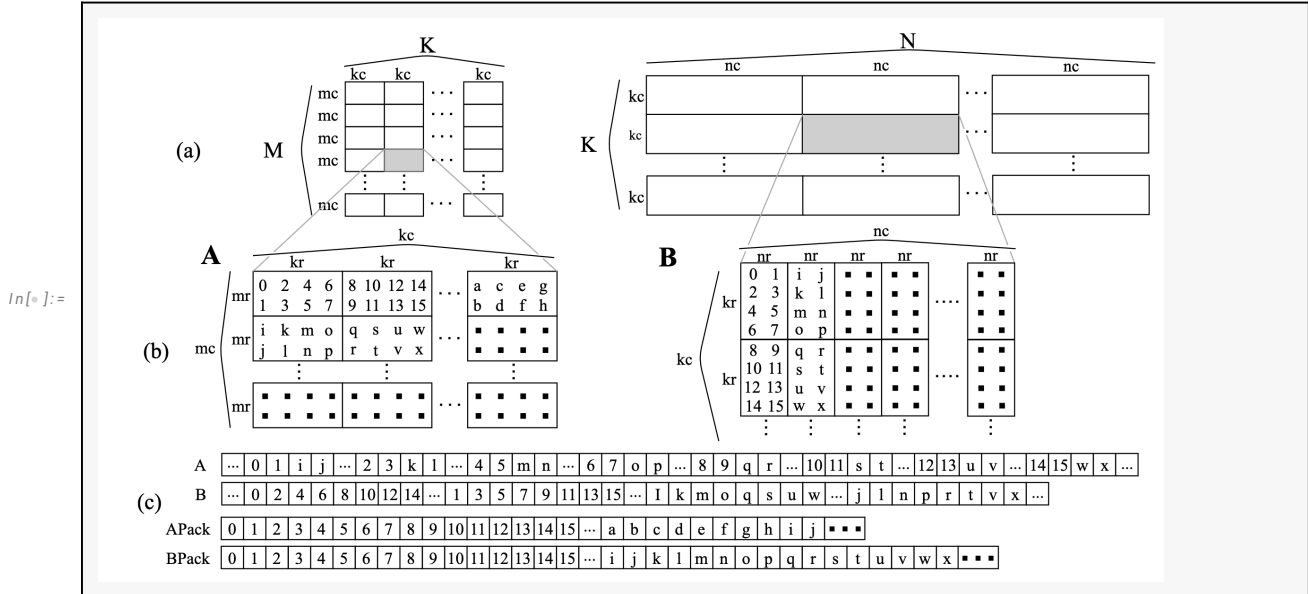 K
N
kc kc kc
nc nc nc
mc
mc
mc
mc
mc
M
(a)
kc
kc
kc
K
A
kc
kr kr kr
B
nc
nr nr nr nr nr
In[ ]:=
(b)
mc
mr
0 2 4 6 8 10 12 14 ... a c e g
1 3 5 7 9 11 13 15 b d f h
mr
i k m o q s u w ...
j l n p r t v x
mr
...
kc
kr
0 1 i j
2 3 k l
4 5 m n ....
6 7 o p
kr
8 9 q r
10 11 s t
12 13 u v ....
14 15 w x
(c)
A ... 0 1 i j ... 2 3 k l ... 4 5 m n ... 6 7 o p ... 8 9 q r ... 10 11 s t ... 12 13 u v ... 14 15 w x ...
B ... 0 2 4 6 8 10 12 14 ... 1 3 5 7 9 11 13 15 ... I k m o q s u w ... j l n p r t v x ...
APack 0 1 2 3 4 5 6 7 8 9 10 11 12 13 14 15 ... a b c d e f g h i j ▪▪▪
BPack 0 1 2 3 4 5 6 7 8 9 10 11 12 13 14 15 ... i j k l m n o p q r s t u v w x ▪▪▪